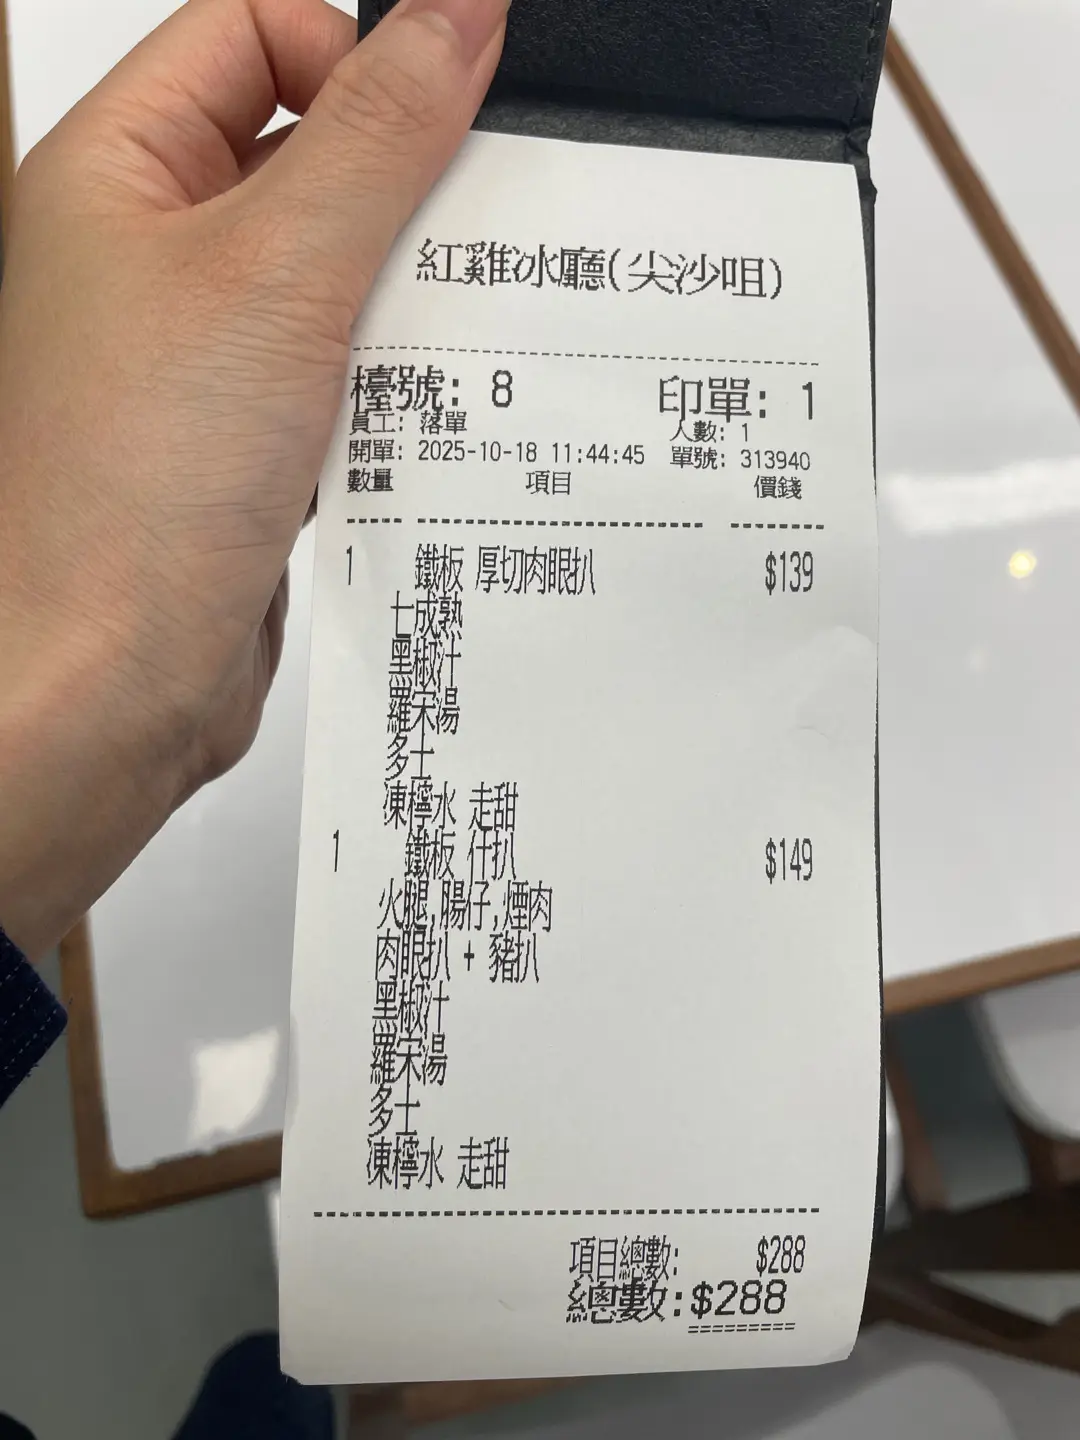 紅雞冰廳(尖沙咀)
檯號: 8 印單: 1
員工: 落單 人數: 1
開單: 2025-10-18 11:44:45 單號: 313940
數量 項目 價錢
1 鐵板 厚切肉眼扒 $139
七成熟
黑椒汁
羅宋湯
多士
凍檸水 走甜
1 鐵板 什扒 $149
火腿,腸仔,煙肉
肉眼扒 + 豬扒
黑椒汁
羅宋湯
多士
凍檸水 走甜
項目總數: $288
總數:$288